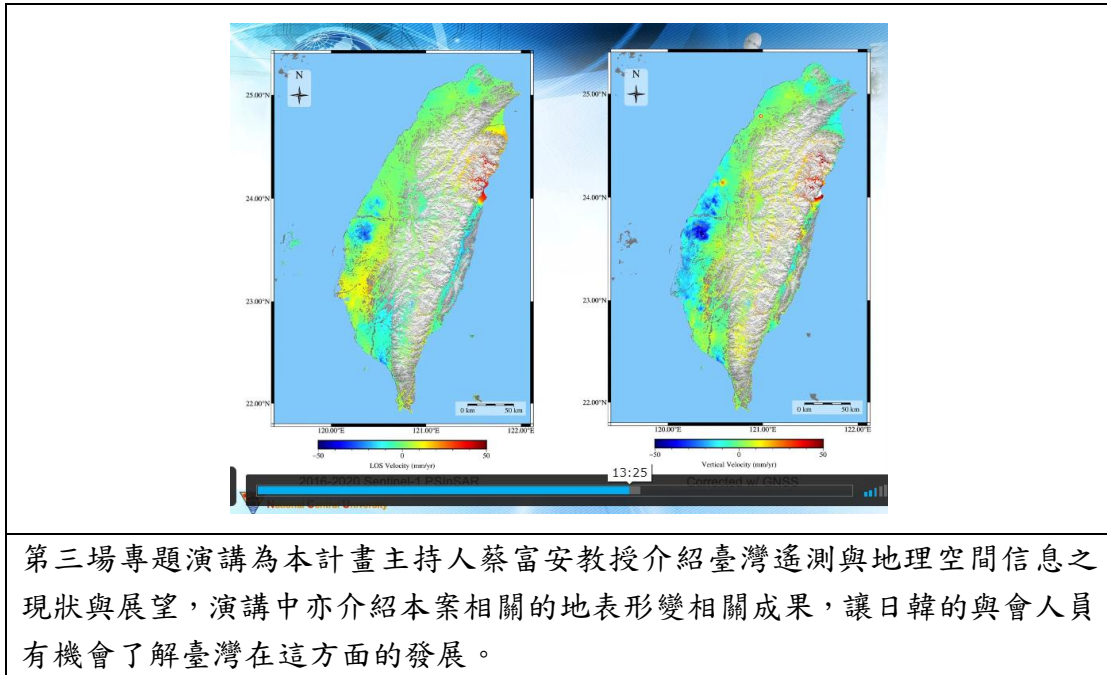 N
N
25.00°N
25.00°N
24.00°N
24.00°N
23.00°N
23.00°N
22.00°N
22.00°N
0 km 50 km
0 km 50 km
120.00°E 121.00°E 122.00°E
120.00°E 121.00°E 122.00°E
-50 0 50
-50 0 50
LOS Velocity (mm/yr)
Vertical Velocity (mm/yr)
13:25
2016-2020 Sentinel-1 PSInSAR
Corrected w/ GNSS
National Central University
第三場專題演講為本計畫主持人蔡富安教授介紹臺灣遙測與地理空間信息之
現狀與展望，演講中亦介紹本案相關的地表形變相關成果，讓日韓的與會人員
有機會了解臺灣在這方面的發展。